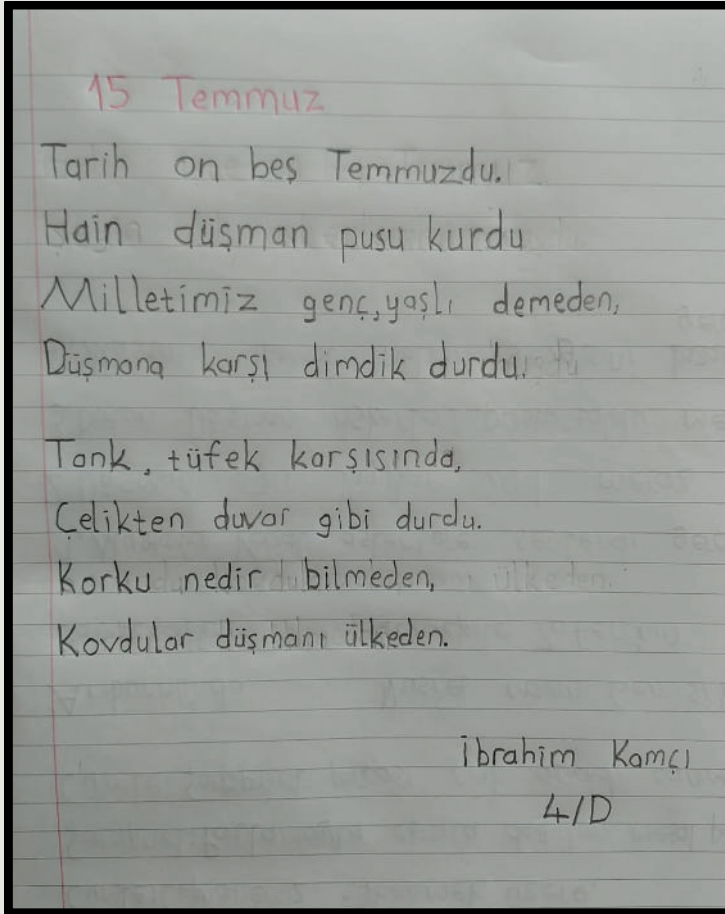 15 Temmuz
Tarih on beş Temmuzdu.
Hain düşman pusu kurdu
Milletimiz genç,yaşlı demeden,
Düşmana karşı dimdik durdu.
Tank, tüfek karşısında,
Çelikten duvar gibi durdu.
Korku nedir bilmeden,
Kovdular düşmanı ülkeden.
İbrahim Kamçı
4/D